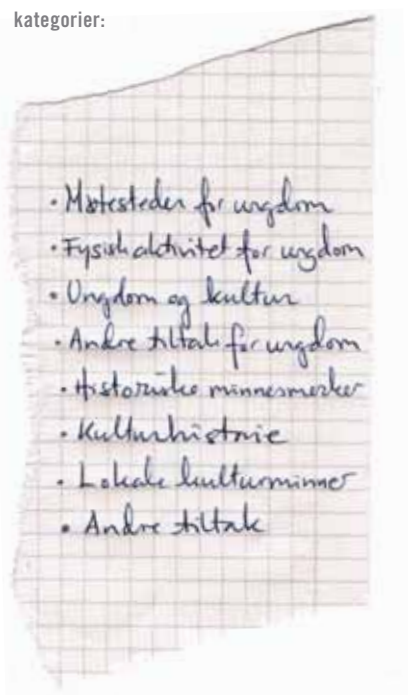 kategorier:
• Møtesteder for ungdom
• Fysisk aktivitet for ungdom
• Ungdom og kultur
• Andre tiltak for ungdom
• Historiske minnesmerker
• Kulturhistorie
• Lokale kulturminner
• Andre tiltak